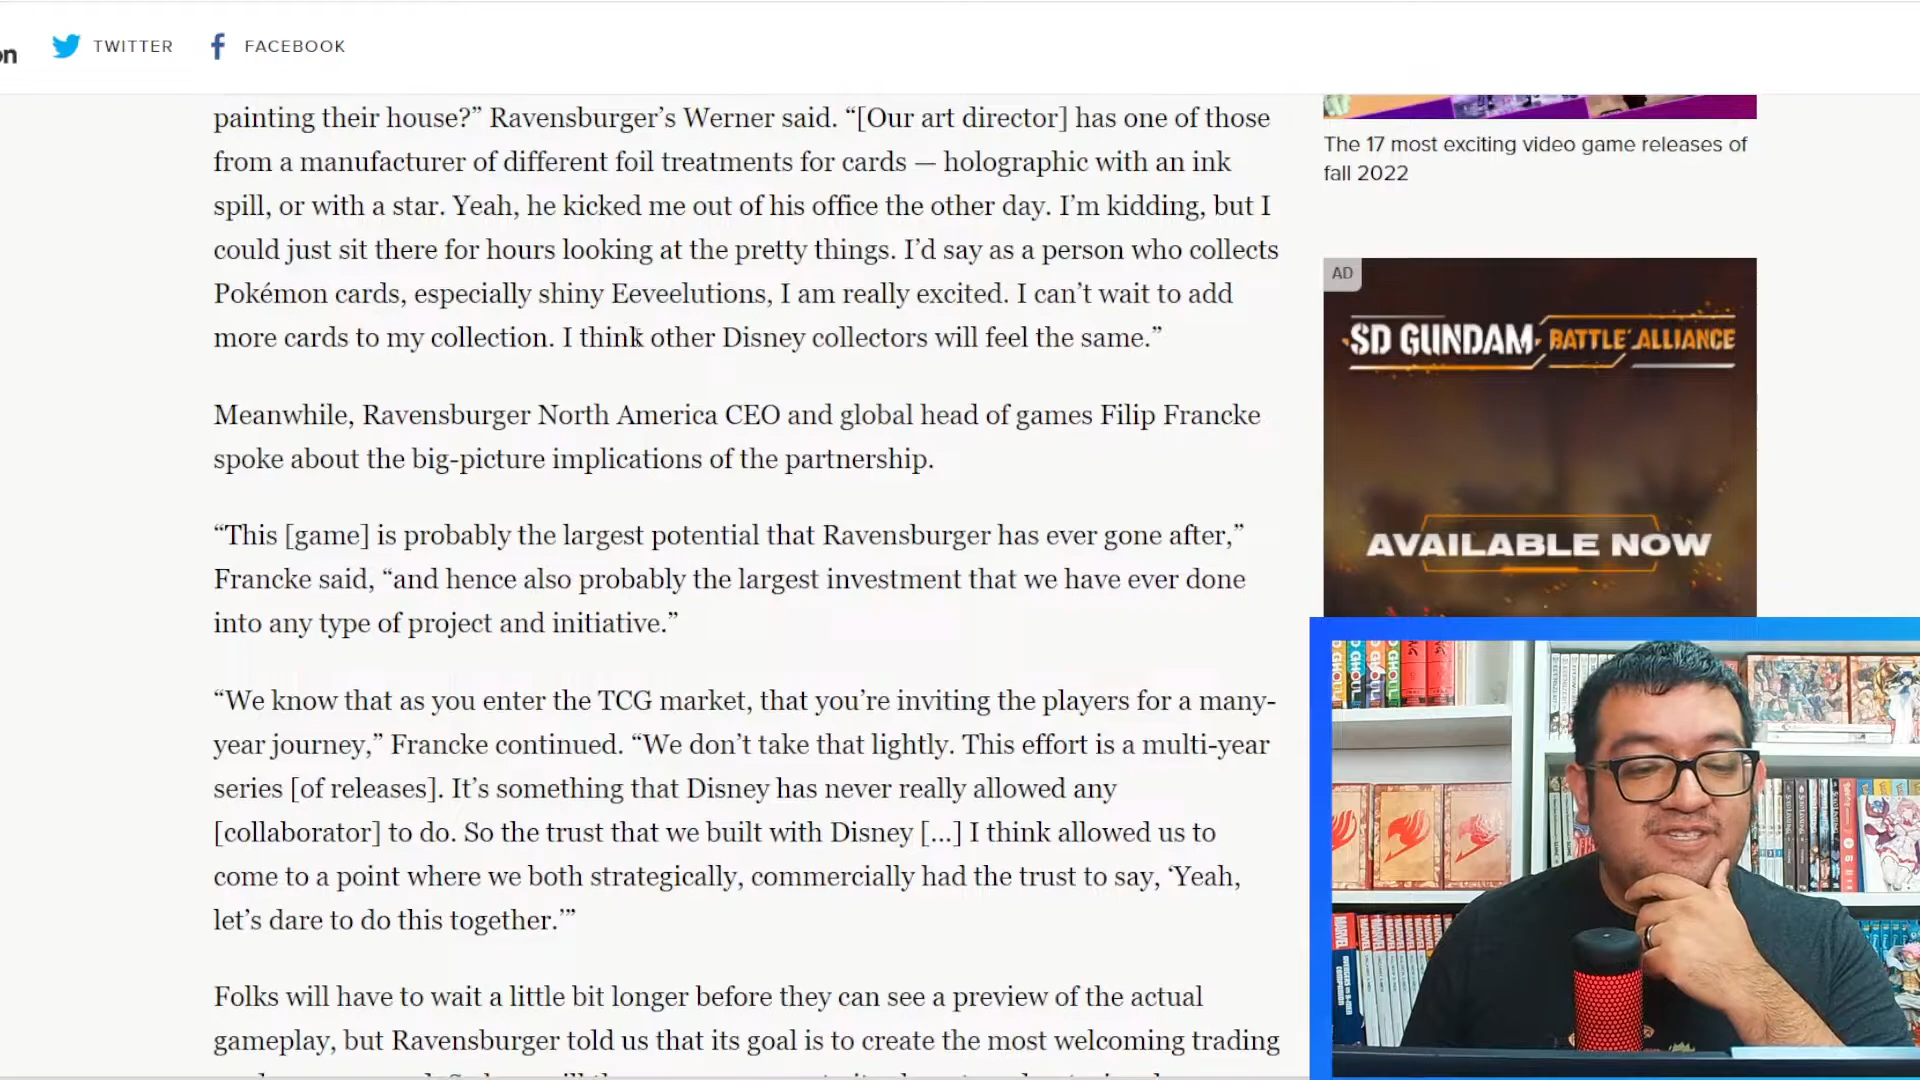 on TWITTER FACEBOOK
painting their house?” Ravensburger’s Werner said. “[Our art director] has one of those
from a manufacturer of different foil treatments for cards — holographic with an ink
spill, or with a star. Yeah, he kicked me out of his office the other day. I’m kidding, but I
could just sit there for hours looking at the pretty things. I’d say as a person who collects
Pokémon cards, especially shiny Eeveelutions, I am really excited. I can’t wait to add
more cards to my collection. I think other Disney collectors will feel the same.”
Meanwhile, Ravensburger North America CEO and global head of games Filip Francke
spoke about the big-picture implications of the partnership.
“This [game] is probably the largest potential that Ravensburger has ever gone after,”
Francke said, “and hence also probably the largest investment that we have ever done
into any type of project and initiative.”
“We know that as you enter the TCG market, that you’re inviting the players for a many-
year journey,” Francke continued. “We don’t take that lightly. This effort is a multi-year
series [of releases]. It’s something that Disney has never really allowed any
[collaborator] to do. So the trust that we built with Disney [...] I think allowed us to
come to a point where we both strategically, commercially had the trust to say, ‘Yeah,
let’s dare to do this together.’”
Folks will have to wait a little bit longer before they can see a preview of the actual
gameplay, but Ravensburger told us that its goal is to create the most welcoming trading
The 17 most exciting video game releases of
fall 2022
AD
SD GUNDAM BATTLE ALLIANCE
AVAILABLE NOW